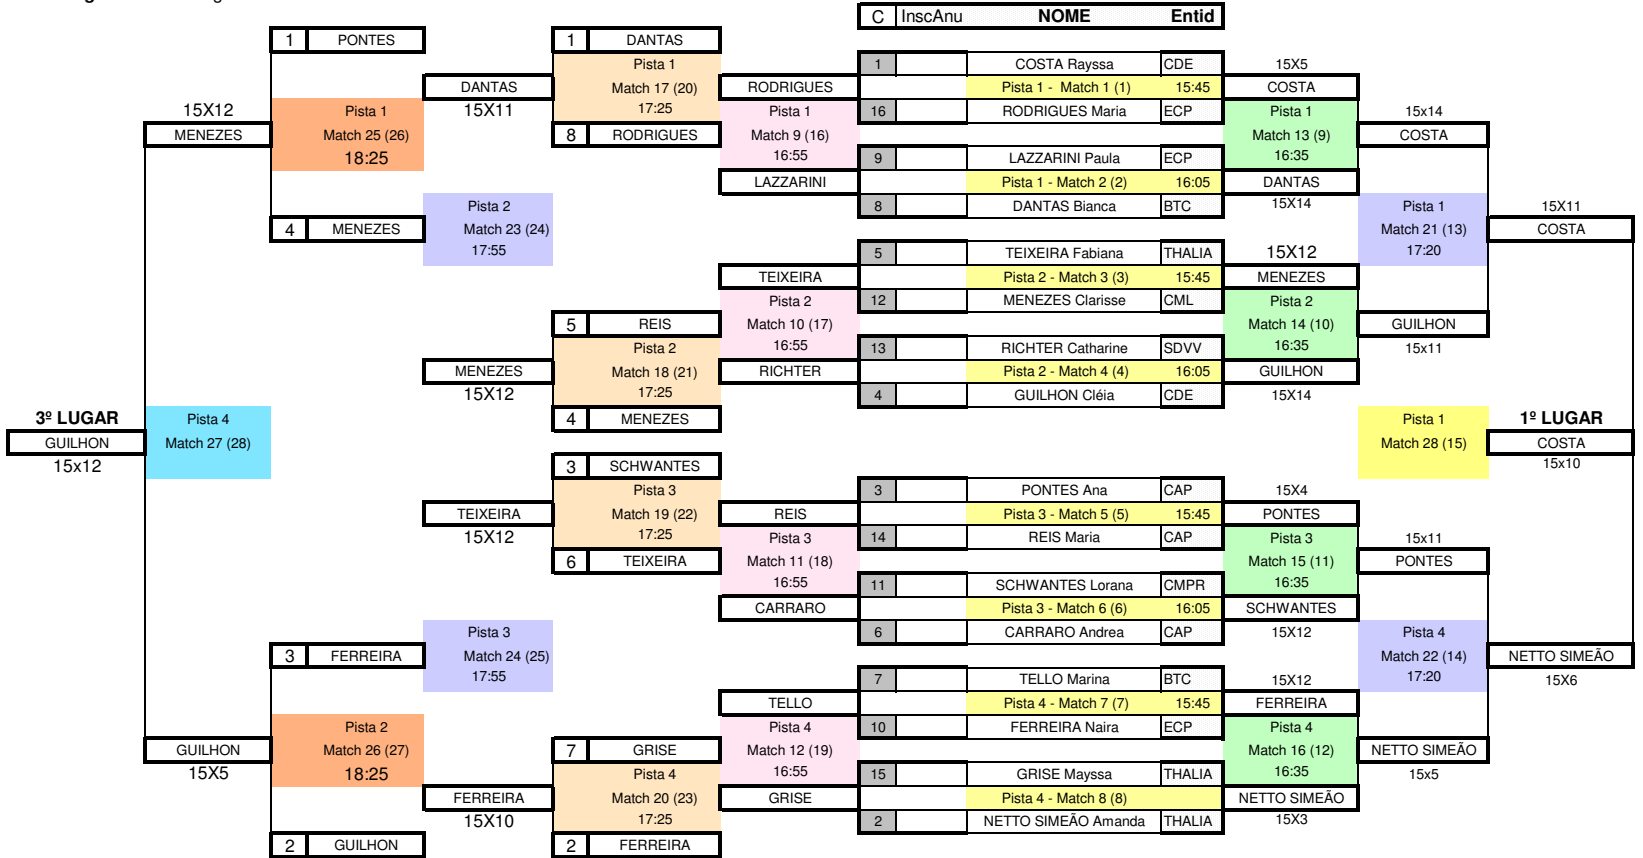 C InscAnu NOME Entid
1 PONTES 1 DANTAS
Pista 1 1 COSTA Rayssa CDE 15X5
DANTAS Match 17 (20) RODRIGUES Pista 1 - Match 1 (1) 15:45 COSTA
15X12 Pista 1 15X11 17:25 Pista 1 16 RODRIGUES Maria ECP Pista 1 15x14
MENEZES Match 25 (26) 8 RODRIGUES Match 9 (16) Match 13 (9) COSTA
18:25 16:55 9 LAZZARINI Paula ECP 16:35
LAZZARINI Pista 1 - Match 2 (2) 16:05 DANTAS
Pista 2 8 DANTAS Bianca BTC 15X14 Pista 1 15X11
4 MENEZES Match 23 (24) Match 21 (13) COSTA
17:55 5 TEIXEIRA Fabiana THALIA 15X12 17:20
TEIXEIRA Pista 2 - Match 3 (3) 15:45 MENEZES
Pista 2 12 MENEZES Clarisse CML Pista 2
5 REIS Match 10 (17) Match 14 (10) GUILHON
Pista 2 16:55 13 RICHTER Catharine SDVV 16:35 15x11
MENEZES Match 18 (21) RICHTER Pista 2 - Match 4 (4) 16:05 GUILHON
15X12 17:25 4 GUILHON Cléia CDE 15X14
3º LUGAR Pista 4 4 MENEZES Pista 1 1º LUGAR
GUILHON Match 27 (28) Match 28 (15) COSTA
15x12 3 SCHWANTES 15x10
Pista 3 3 PONTES Ana CAP 15X4
TEIXEIRA Match 19 (22) REIS Pista 3 - Match 5 (5) 15:45 PONTES
15X12 17:25 Pista 3 14 REIS Maria CAP Pista 3 15x11
6 TEIXEIRA Match 11 (18) Match 15 (11) PONTES
16:55 11 SCHWANTES Lorana CMPR 16:35
CARRARO Pista 3 - Match 6 (6) 16:05 SCHWANTES
Pista 3 6 CARRARO Andrea CAP 15X12 Pista 4
3 FERREIRA Match 24 (25) Match 22 (14) NETTO SIMEÃO
17:55 7 TELLO Marina BTC 15X12 17:20 15X6
TELLO Pista 4 - Match 7 (7) 15:45 FERREIRA
Pista 2 Pista 4 10 FERREIRA Naira ECP Pista 4
GUILHON Match 26 (27) 7 GRISE Match 12 (19) Match 16 (12) NETTO SIMEÃO
15X5 18:25 Pista 4 16:55 15 GRISE Mayssa THALIA 16:35 15x5
FERREIRA Match 20 (23) GRISE Pista 4 - Match 8 (8) NETTO SIMEÃO
15X10 17:25 2 NETTO SIMEÃO Amanda THALIA 15X3
2 GUILHON 2 FERREIRA